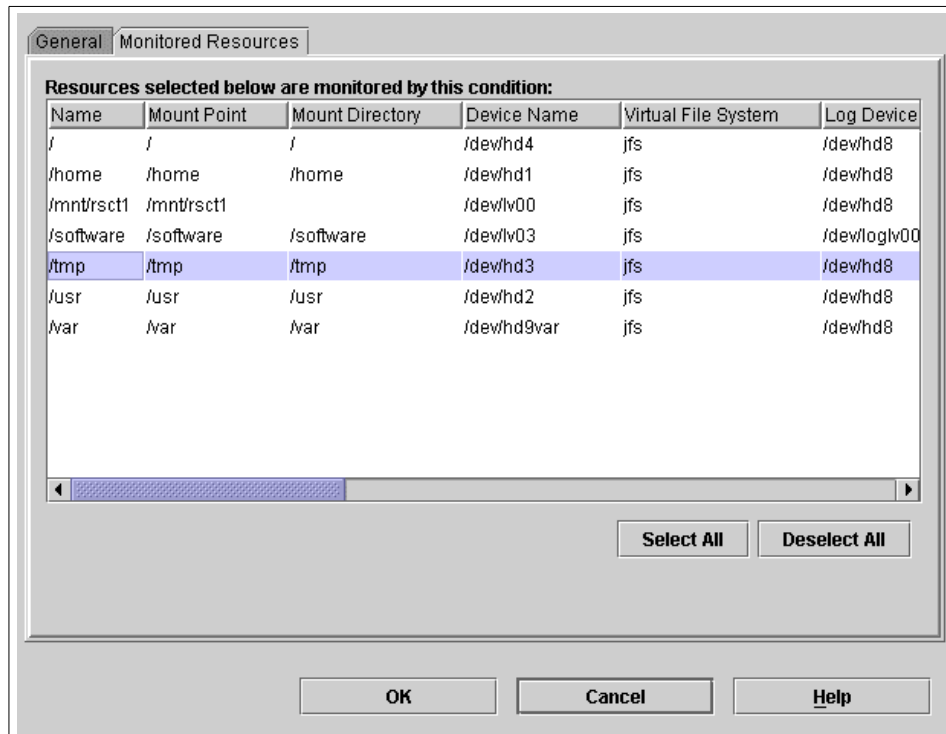 General Monitored Resources
Resources selected below are monitored by this condition:
Name Mount Point Mount Directory Device Name Virtual File System Log Device
/ / / /dev/hd4 jfs /dev/hd8
/home /home /home /dev/hd1 jfs /dev/hd8
/mnt/rsct1 /mnt/rsct1 /dev/lv00 jfs /dev/hd8
/software /software /software /dev/lv03 jfs /dev/loglv00
/tmp /tmp /tmp /dev/hd3 jfs /dev/hd8
/usr /usr /usr /dev/hd2 jfs /dev/hd8
/var /var /var /dev/hd9var jfs /dev/hd8
Select All Deselect All
OK Cancel Help